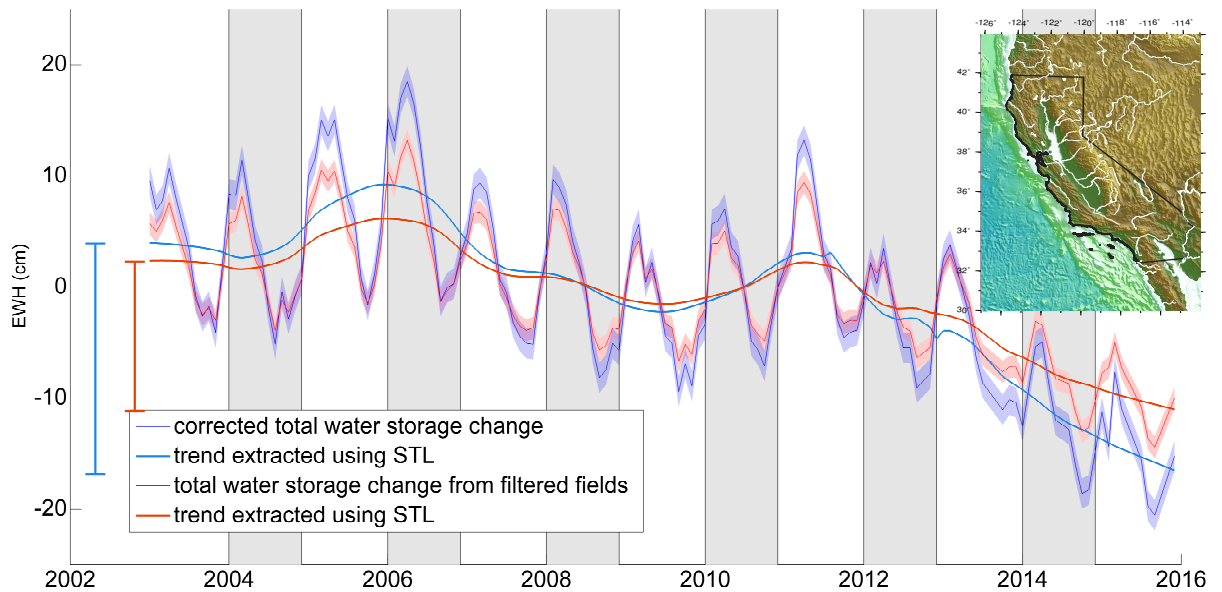 -126° -124° -122° -120° -118° -116° -114°
42°
40°
38°
36°
34°
32°
30°
20
10
0
-10
-20
EWH (cm)
corrected total water storage change
trend extracted using STL
total water storage change from filtered fields
trend extracted using STL
2002 2004 2006 2008 2010 2012 2014 2016